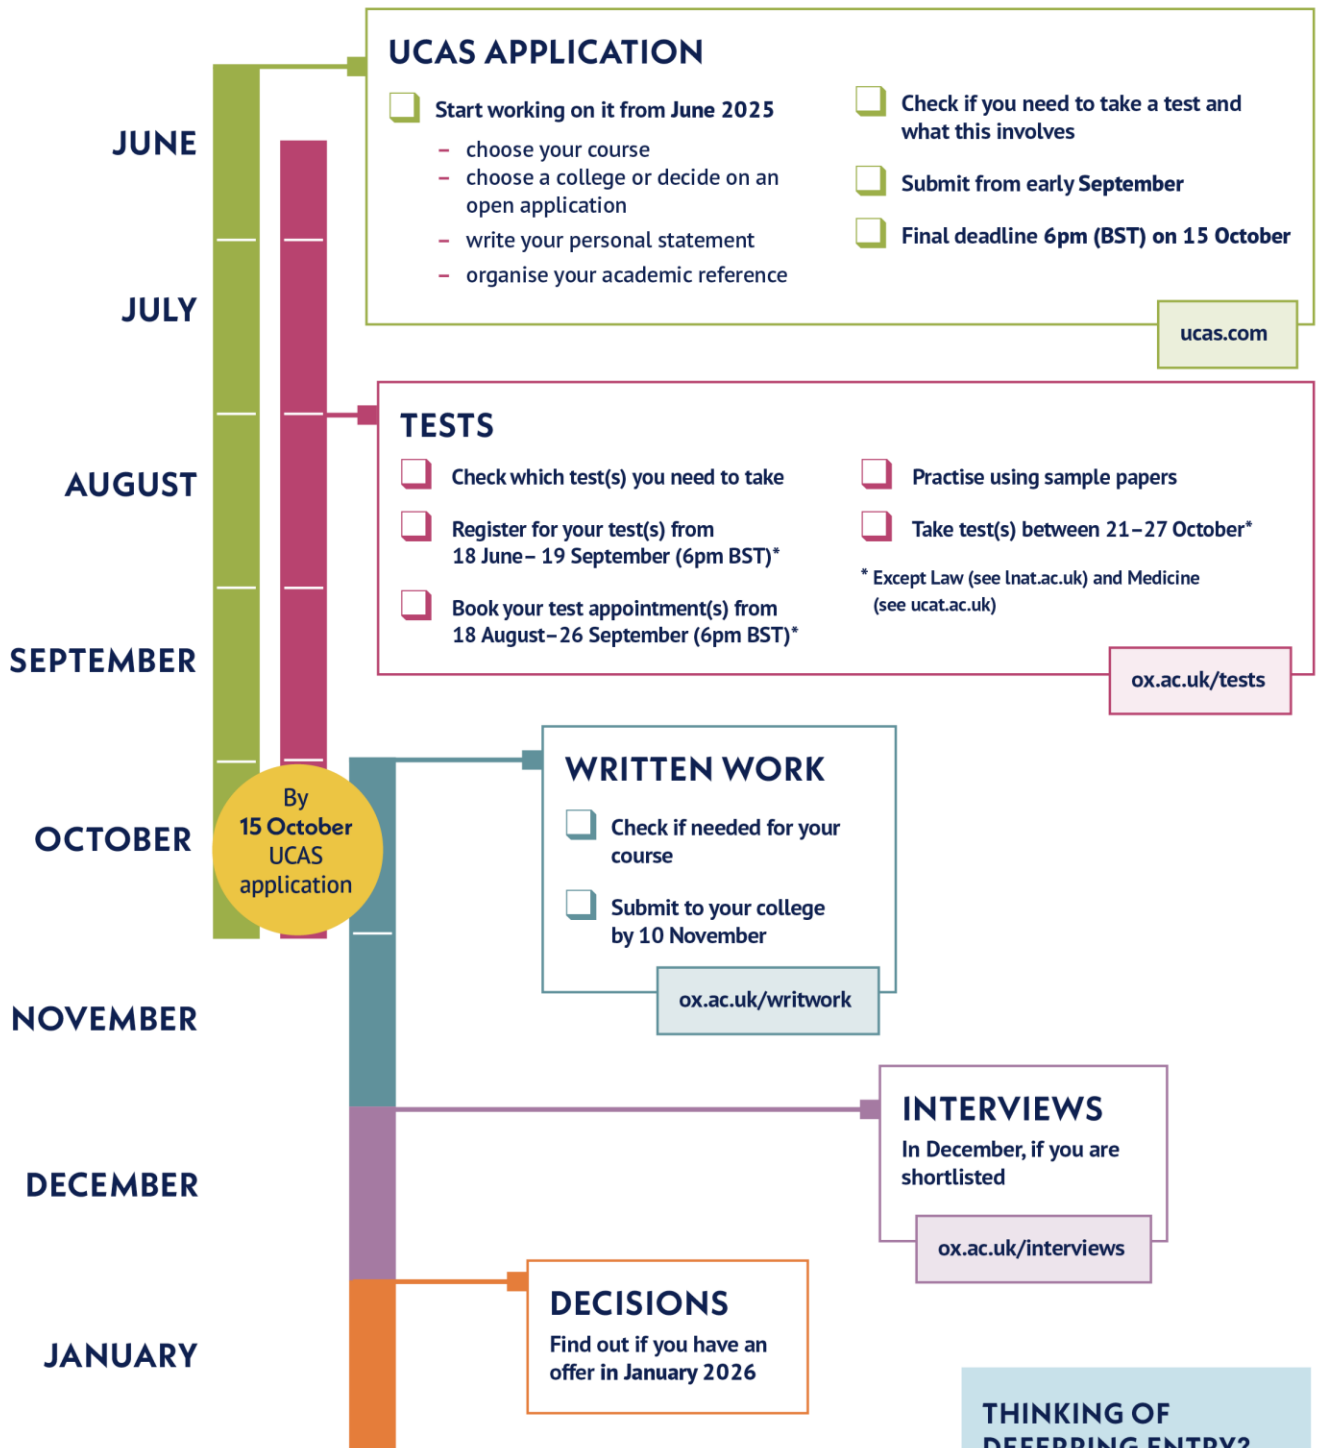 UCAS APPLICATION
Start working on it from June 2025
– choose your course
– choose a college or decide on an
open application
– write your personal statement
– organise your academic reference
Check if you need to take a test and
what this involves
Submit from early September
Final deadline 6pm (BST) on 15 October
ucas.com
JUNE
JULY
AUGUST
SEPTEMBER
OCTOBER
NOVEMBER
DECEMBER
JANUARY
TESTS
Check which test(s) you need to take
Register for your test(s) from
18 June– 19 September (6pm BST)*
Book your test appointment(s) from
18 August–26 September (6pm BST)*
Practise using sample papers
Take test(s) between 21–27 October*
* Except Law (see lnat.ac.uk) and Medicine
(see ucat.ac.uk)
ox.ac.uk/tests
By
15 October
UCAS
application
WRITTEN WORK
Check if needed for your
course
Submit to your college
by 10 November
ox.ac.uk/writwork
INTERVIEWS
In December, if you are
shortlisted
ox.ac.uk/interviews
DECISIONS
Find out if you have an
offer in January 2026
THINKING OF
DEFERRING ENTRY?